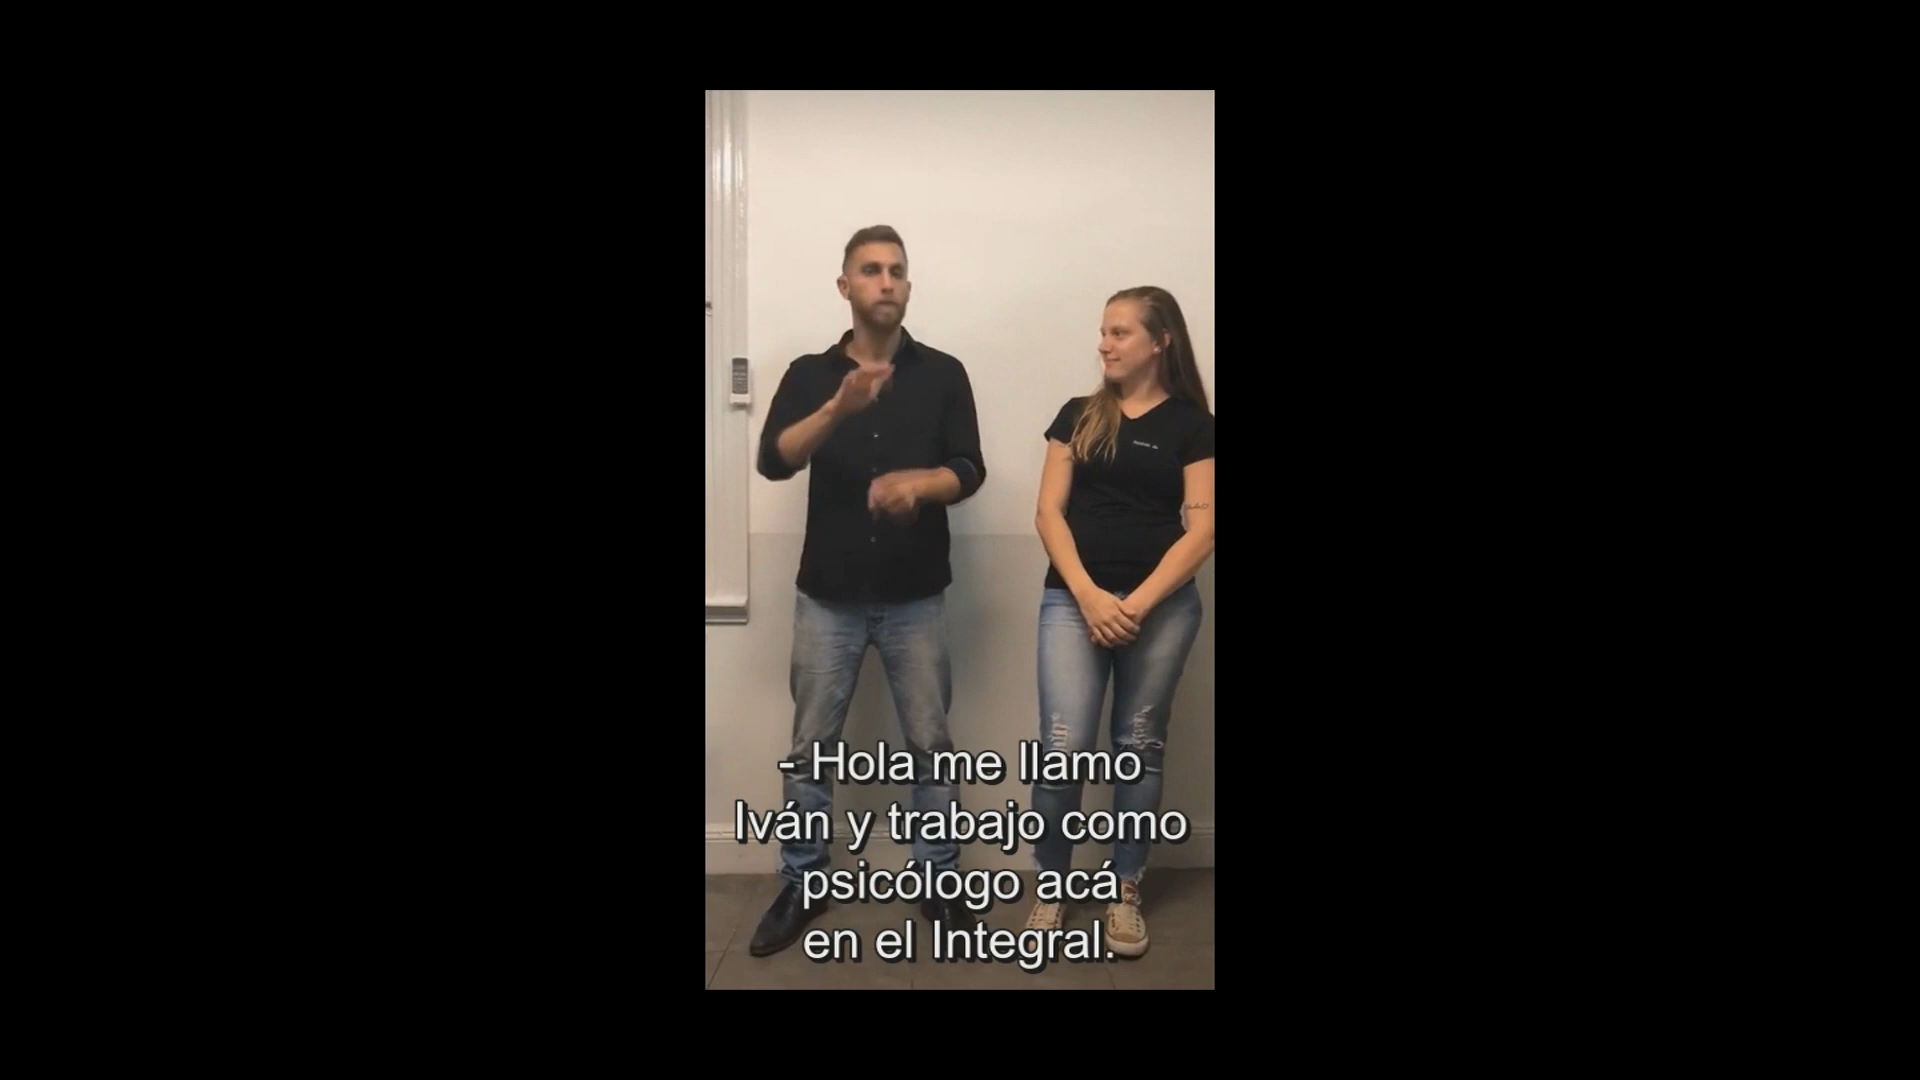 - Hola me llamo
Iván y trabajo como
psicólogo acá
en el Integral.